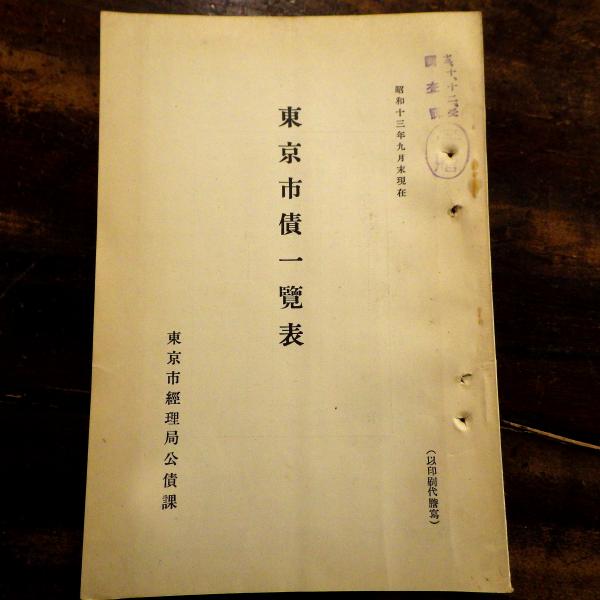 昭和十三年九月末現在
東京市債一覽表
東京市經理局公債課
（以印刷代謄寫）